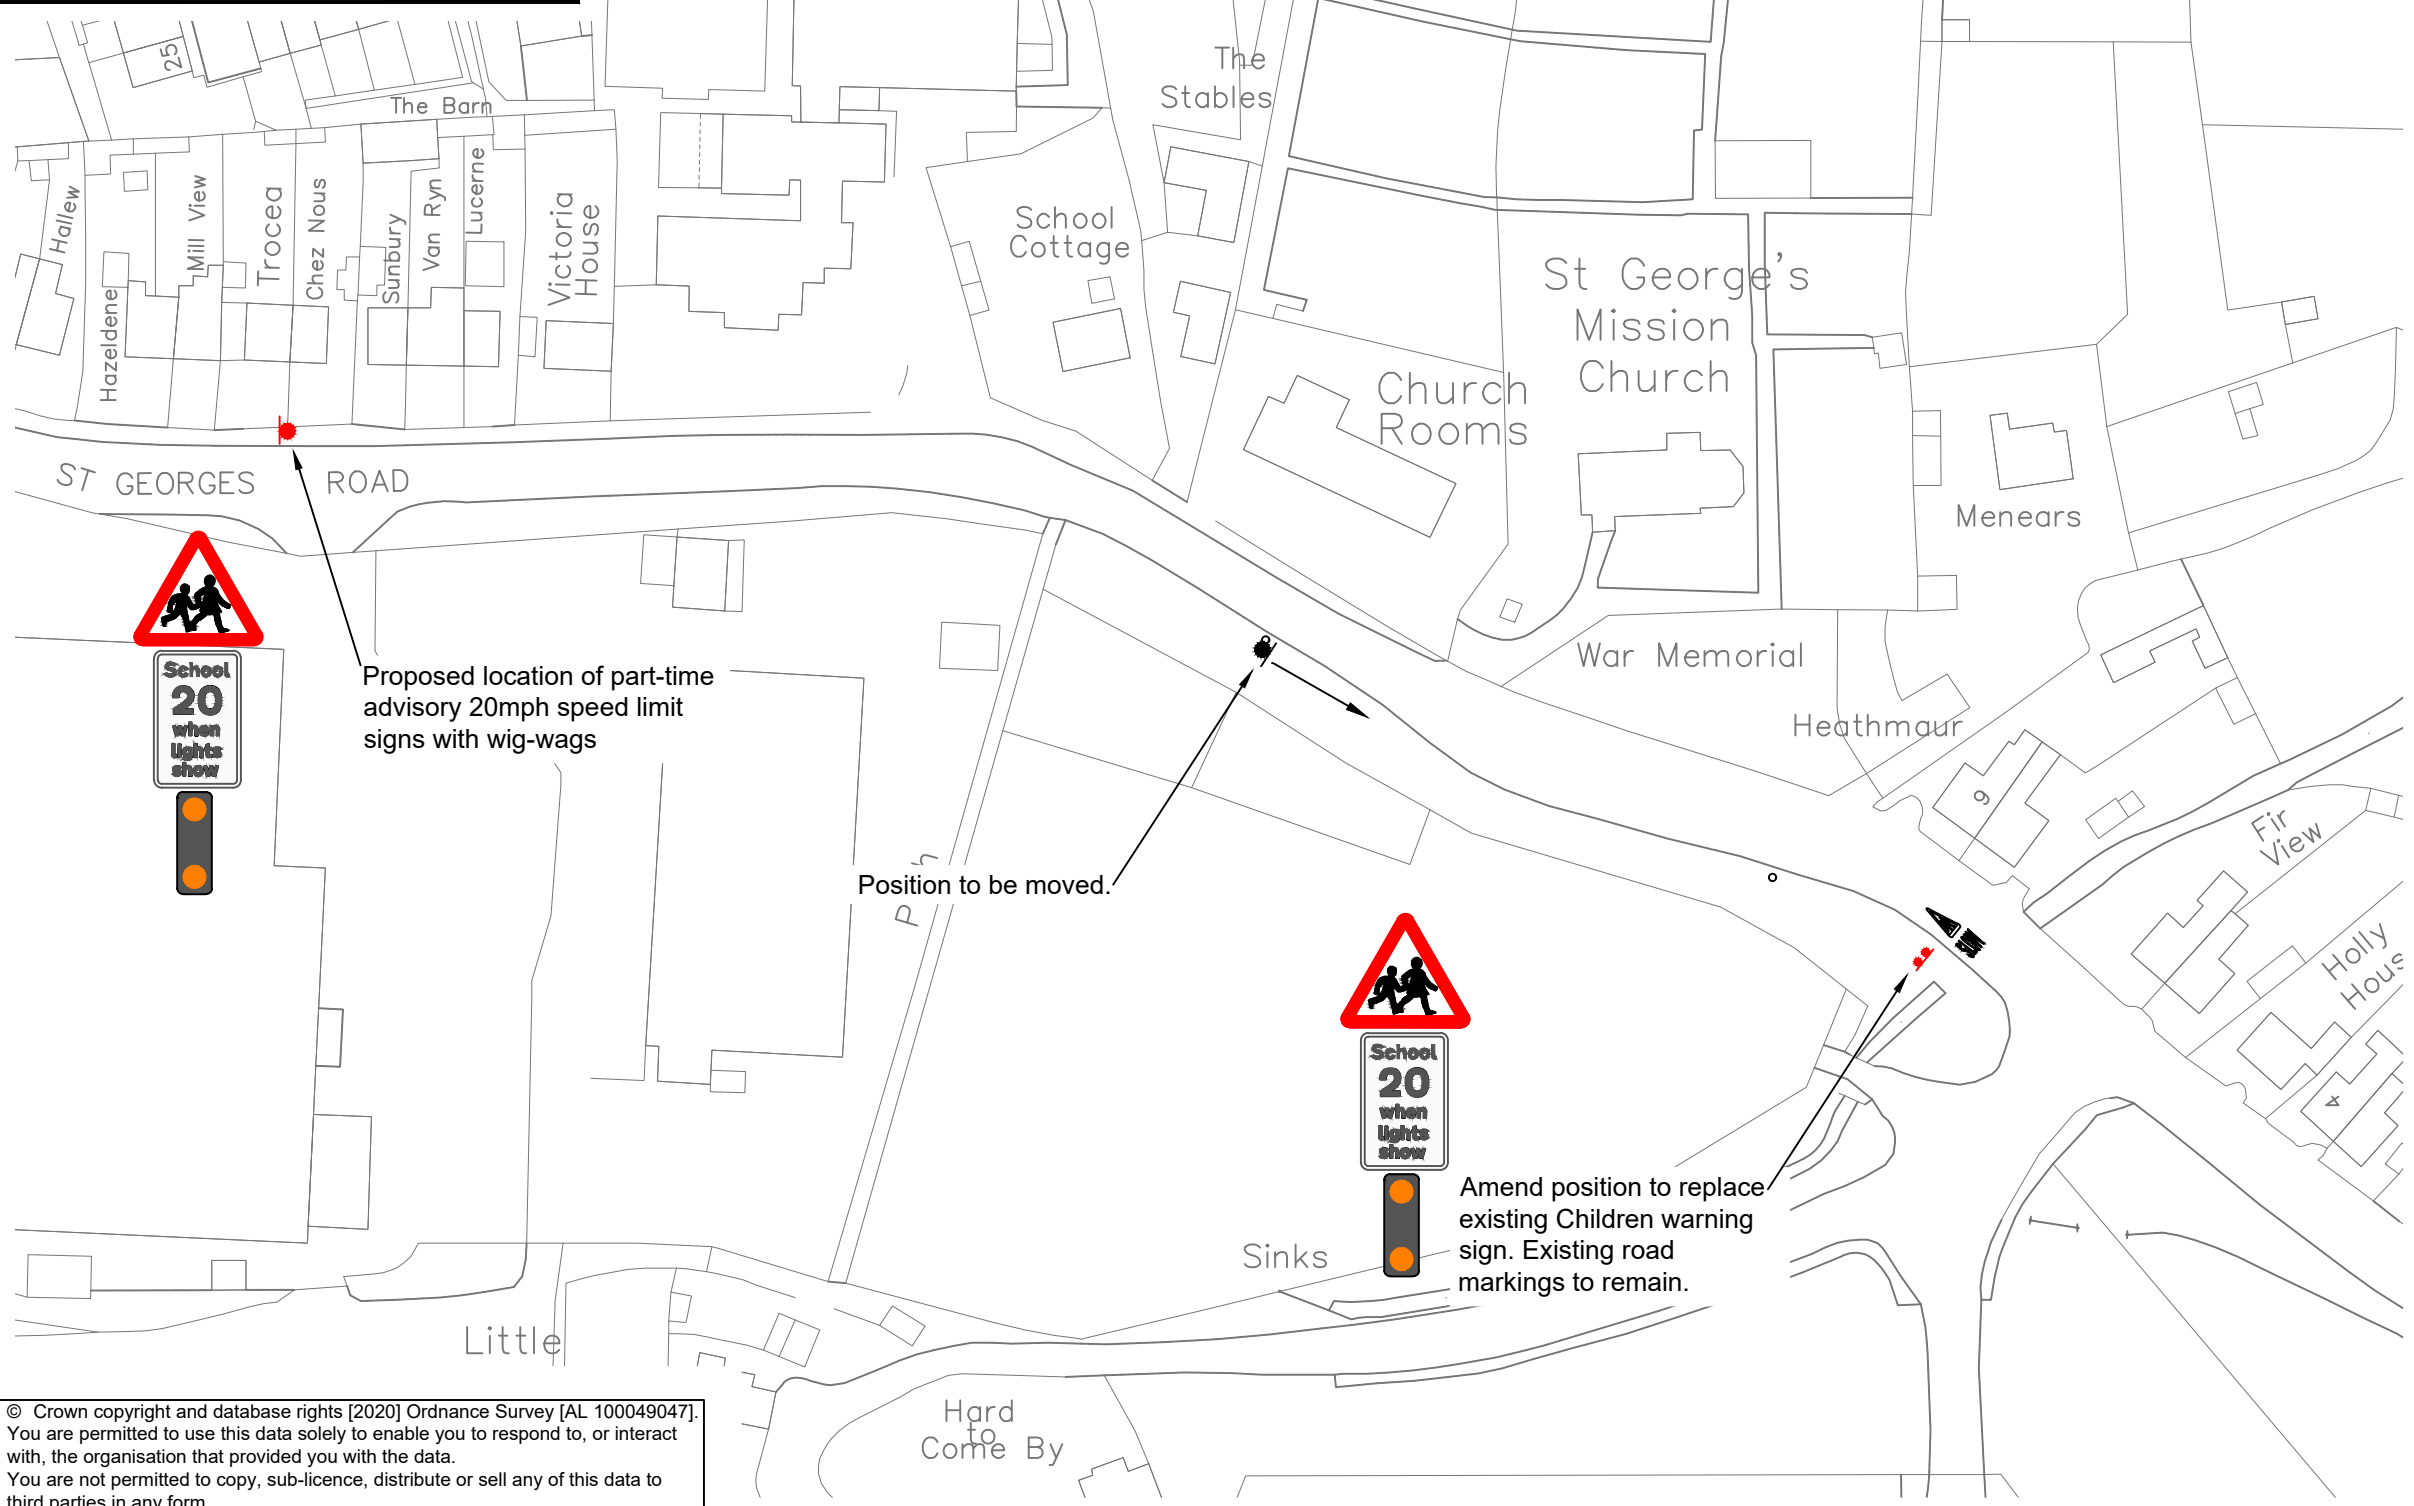 25
The Barn
Hallew
Hazeldene
Mill View
Trocea
Chez Nous
Sunbury
Van Ryn
Lucerne
Victoria
House
The
Stables
School
Cottage
St George's
Mission
Church
Church
Rooms
Menears
ST GEORGES ROAD
War Memorial
Heathmaur
9
Fir
View
Holly
Hous
4
School
20
when
lights
show
Proposed location of part-time
advisory 20mph speed limit
signs with wig-wags
Position to be moved.
School
20
when
lights
show
Amend position to replace
existing Children warning
sign. Existing road
markings to remain.
Sinks
Little
Hard
to
Come By
© Crown copyright and database rights [2020] Ordnance Survey [AL 100049047].
You are permitted to use this data solely to enable you to respond to, or interact
with, the organisation that provided you with the data.
You are not permitted to copy, sub-licence, distribute or sell any of this data to
third parties in any form.